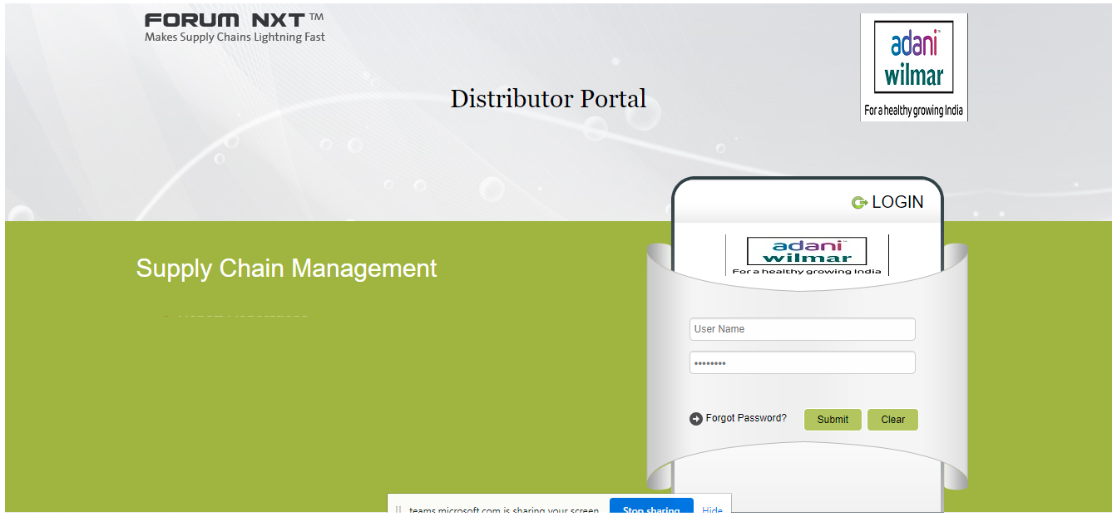 FORUM NXT TM
Makes Supply Chains Lightning Fast
adani
wilmar
For a healthy growing India
Distributor Portal
LOGIN
adani
wilmar
For a healthy growing India
Supply Chain Management
User Name
••••••••
Forgot Password?
Submit
Clear
teams.microsoft.com is sharing your screen.
Stop sharing
Hide